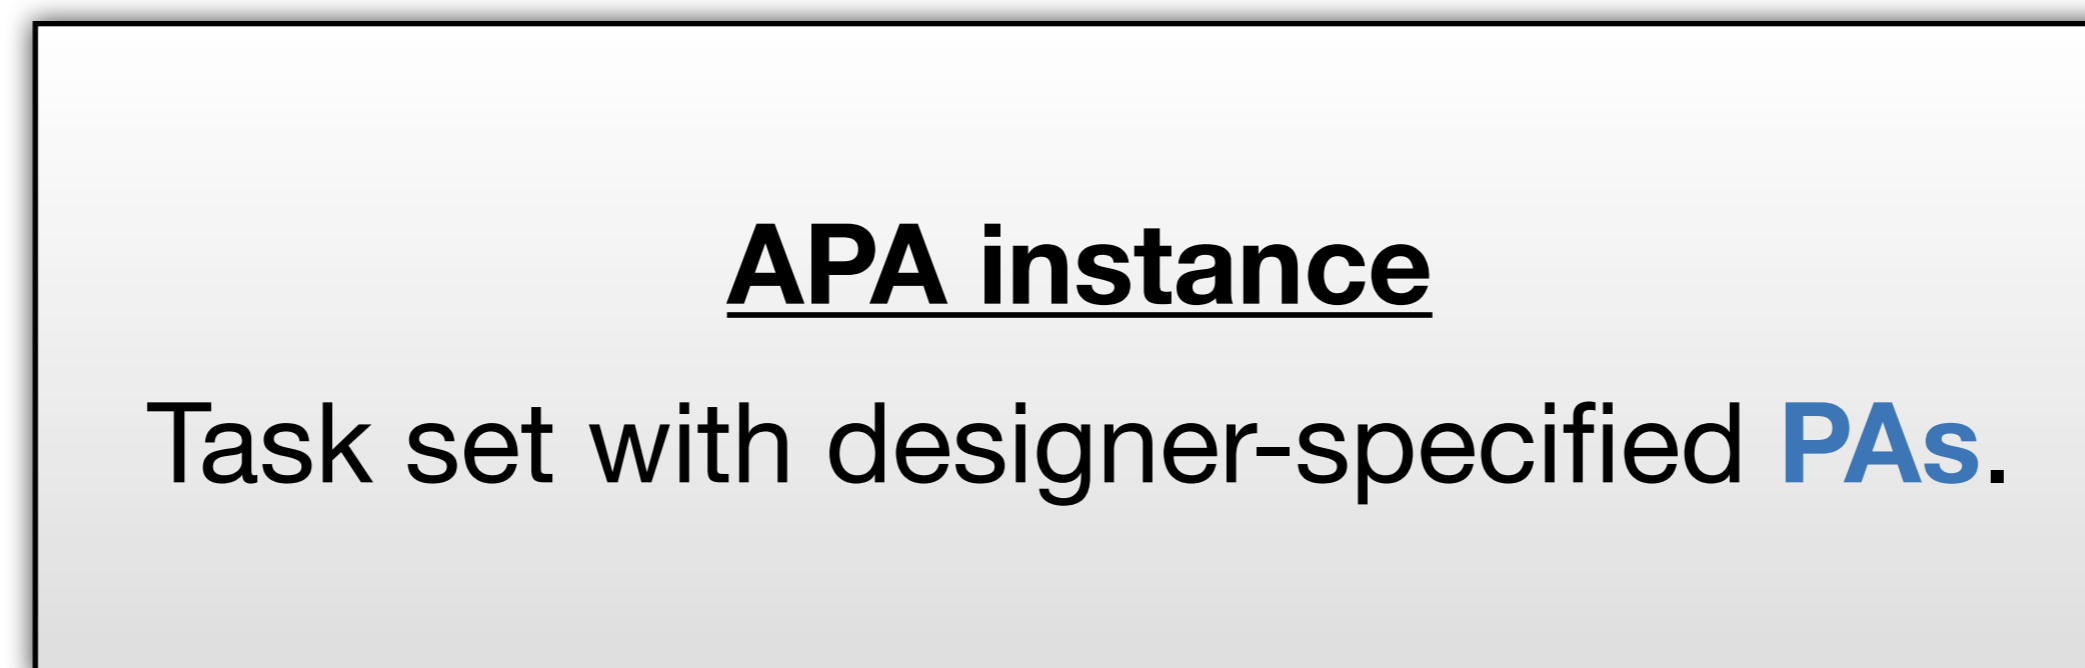 APA instance
Task set with designer-specified PAs.